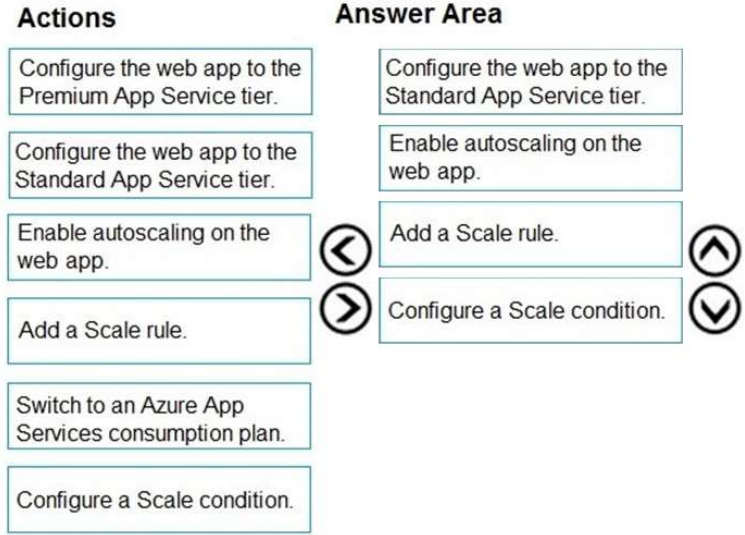 Actions
Answer Area
Configure the web app to the
Premium App Service tier.
Configure the web app to the
Standard App Service tier.
Enable autoscaling on the
web app.
Add a Scale rule.
Switch to an Azure App
Services consumption plan.
Configure a Scale condition.
Configure the web app to the
Standard App Service tier.
Enable autoscaling on the
web app.
Add a Scale rule.
Configure a Scale condition.